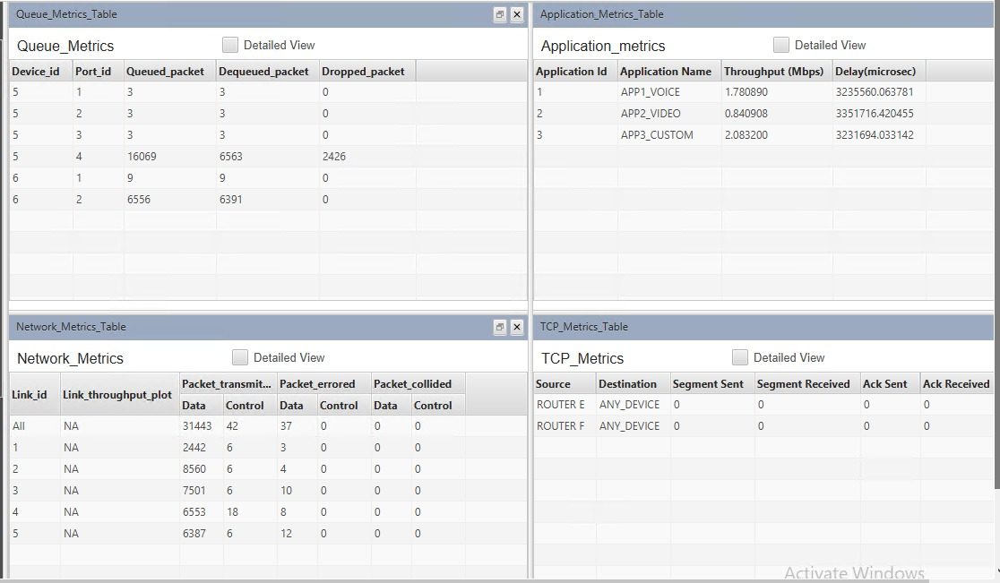 Queue_Metrics_Table
Queue_Metrics Detailed View
Device_id Port_id Queued_packet Dequeued_packet Dropped_packet
5 1 3 3 0
5 2 3 3 0
5 3 3 3 0
5 4 16069 6563 2426
6 1 9 9 0
6 2 6556 6391 0
Application_Metrics_Table
Application_metrics Detailed View
Application Id Application Name Throughput (Mbps) Delay(microsec)
1 APP1_VOICE 1.780890 3235560.063781
2 APP2_VIDEO 0.840908 3351716.420455
3 APP3_CUSTOM 2.083200 3231694.033142
Network_Metrics_Table
Network_Metrics Detailed View
Link_id Link_throughput_plot Packet_transmit... Packet_errored Packet_collided
Data Control Data Control Data Control
All NA 31443 42 37 0 0 0
1 NA 2442 6 3 0 0 0
2 NA 8560 6 4 0 0 0
3 NA 7501 6 10 0 0 0
4 NA 6553 18 8 0 0 0
5 NA 6387 6 12 0 0 0
TCP_Metrics_Table
TCP_Metrics Detailed View
Source Destination Segment Sent Segment Received Ack Sent Ack Received
ROUTER E ANY_DEVICE 0 0 0 0
ROUTER F ANY_DEVICE 0 0 0 0
Activate Windows